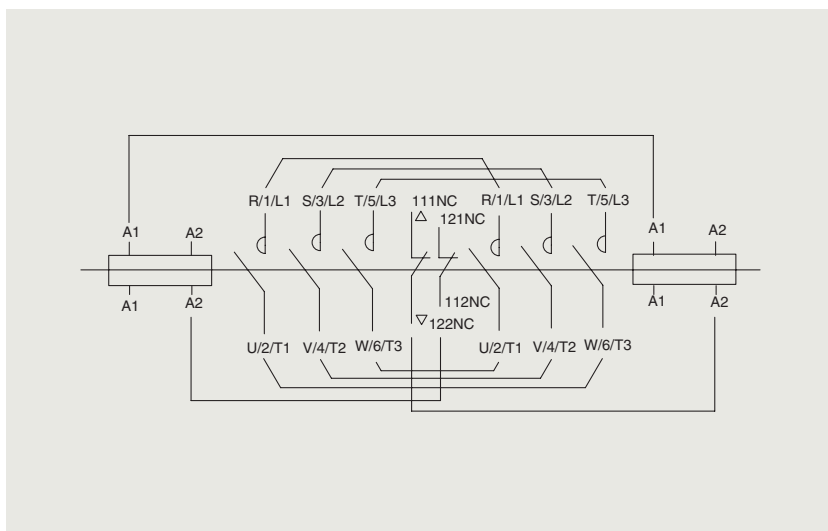 R/1/L1 S/3/L2 T/5/L3 111NC R/1/L1 S/3/L2 T/5/L3
121NC
A1 A2 A1 A2
A1 A2 A1 A2
112NC
122NC
U/2/T1 V/4/T2 W/6/T3 U/2/T1 V/4/T2 W/6/T3